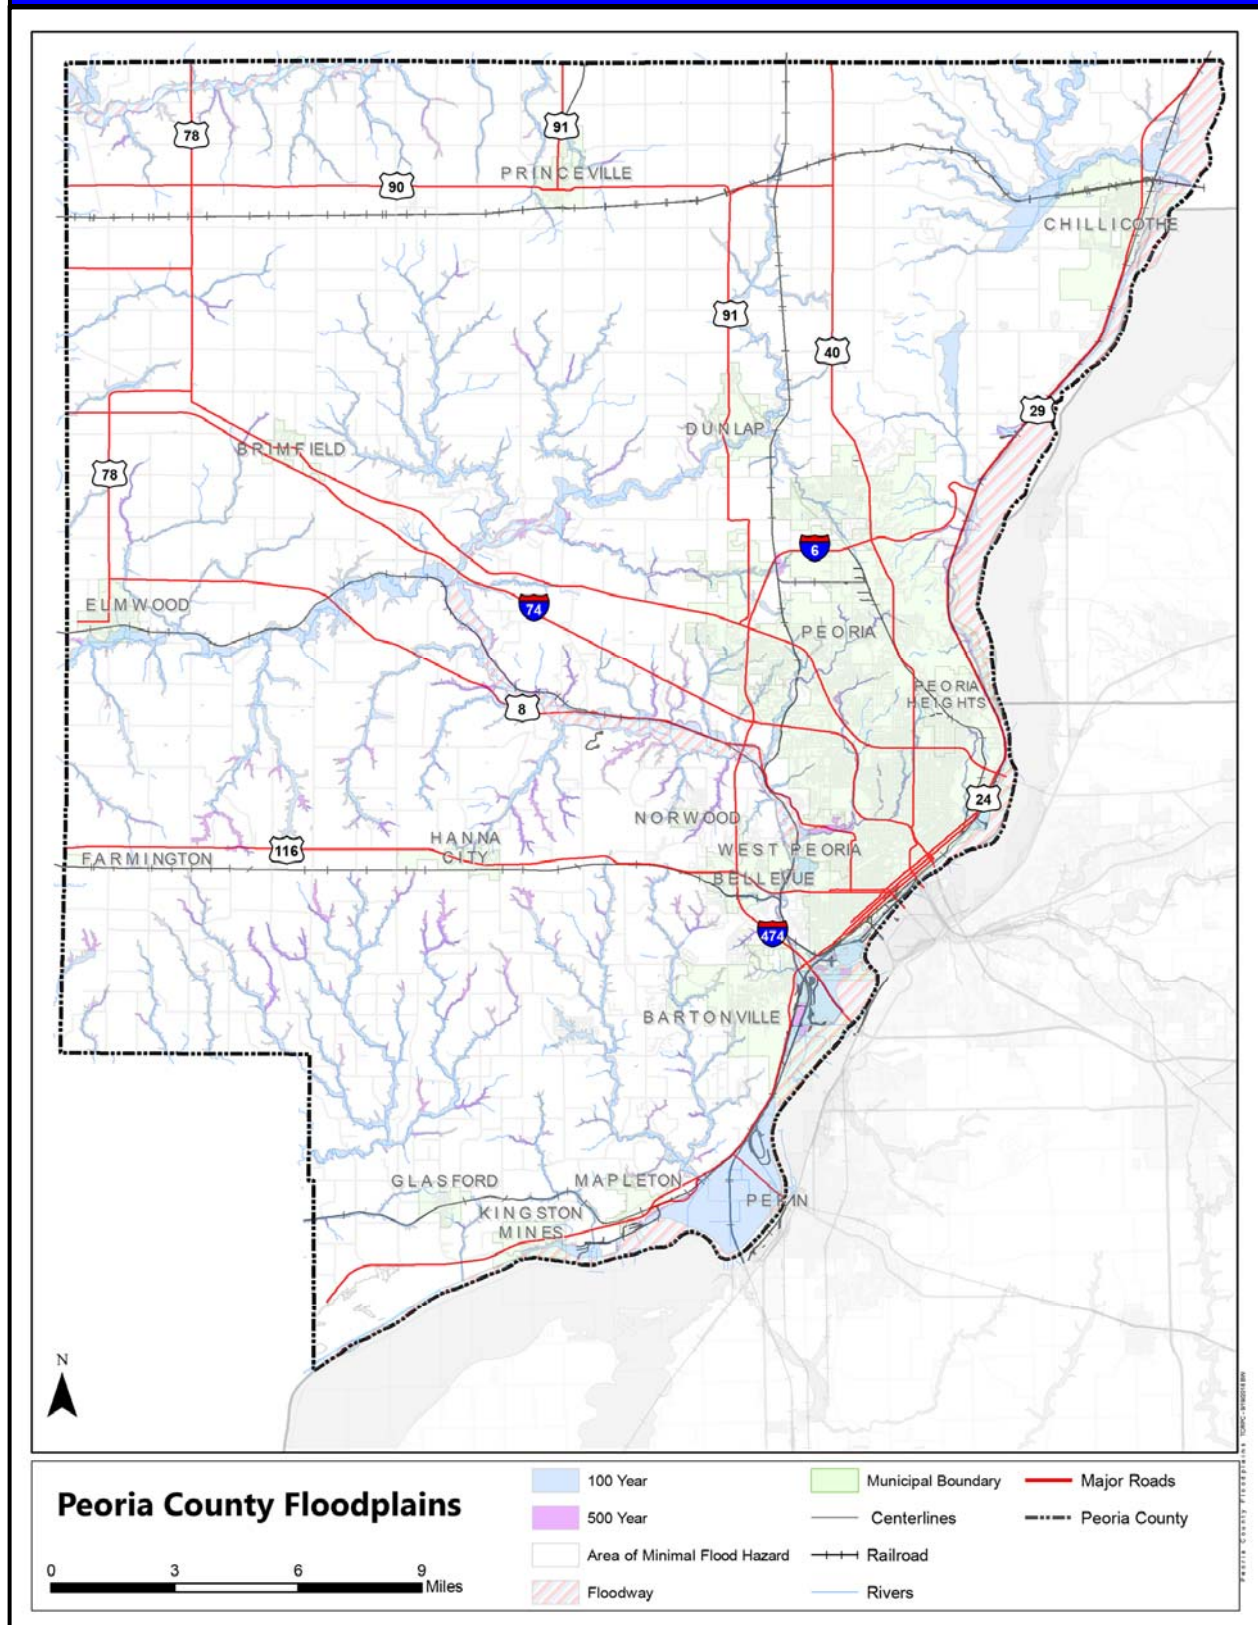 78
91
PRINCEVILLE
90
CHILLICOTHE
91
40
29
DUNLAP
BRIMFIELD
78
6
ELMWOOD
74
PEORIA
PEORIA
HEIGHTS
8
24
NORWOOD
HANNA
CITY
WEST PEORIA
116
FARMINGTON
BELLEVUE
474
BARTONVILLE
GLASFORD
MAPLETON
PEKIN
KINGSTON
MINES
N
Peoria County Floodplains
0 3 6 9
Miles
100 Year
500 Year
Area of Minimal Flood Hazard
Floodway
Municipal Boundary
Centerlines
Railroad
Rivers
Major Roads
Peoria County
Peoria County Floodplains